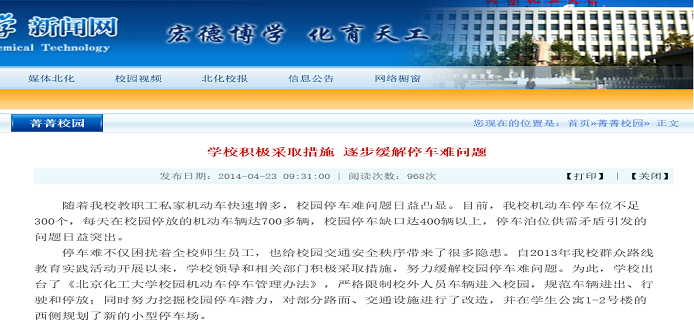 学 新闻网
emical Technology
宏德博学 化育天工
媒体北化 校园视频 北化校报 信息公告 网络橱窗
菁菁校园 您现在的位置是：首页»菁菁校园» 正文
学校积极采取措施 逐步缓解停车难问题
发布日期：2014-04-23 09:31:00 | 阅读次数：968次 【打印】 | 【关闭】
随着我校教职工私家机动车快速增多，校园停车难问题日益凸显。目前，我校机动车停车位不足
300个，每天在校园停放的机动车辆达700多辆，校园停车缺口达400辆以上，停车泊位供需矛盾引发的
问题日益突出。
停车难不仅困扰着全校师生员工，也给校园交通安全秩序带来了很多隐患。自2013年我校群众路线
教育实践活动开展以来，学校领导和相关部门积极采取措施，努力缓解校园停车难问题。为此，学校出
台了《北京化工大学校园机动车停车管理办法》，严格限制校外人员车辆进入校园，规范车辆进出、行
驶和停放；同时努力挖掘校园停车潜力，对部分路面、交通设施进行了改造，并在学生公寓1-2号楼的
西侧规划了新的小型停车场。